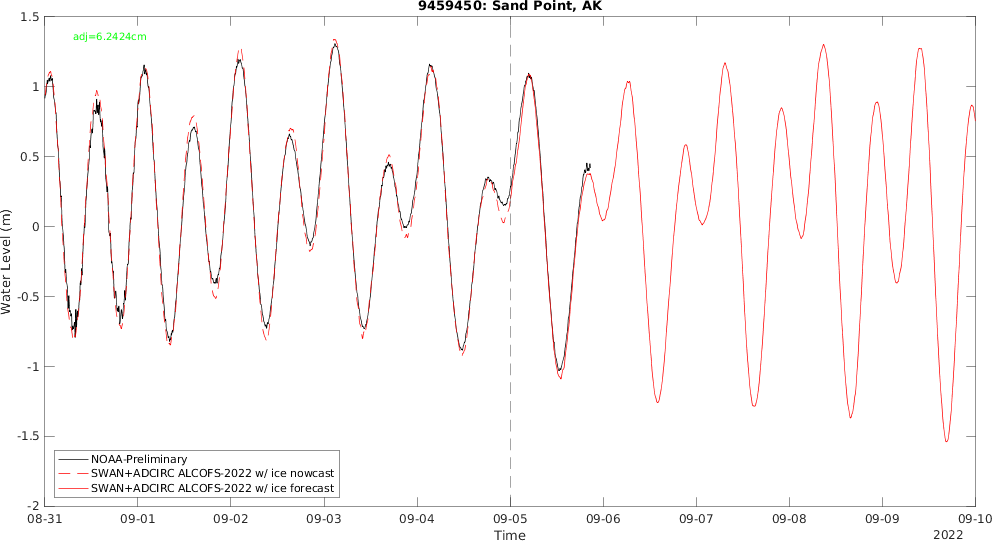 9459450: Sand Point, AK
adj=6.2424cm
1.5
1
0.5
0
-0.5
-1
-1.5
-2
Water Level (m)
NOAA-Preliminary
SWAN+ADCIRC ALCOFS-2022 w/ ice nowcast
SWAN+ADCIRC ALCOFS-2022 w/ ice forecast
08-31 09-01 09-02 09-03 09-04 09-05 09-06 09-07 09-08 09-09 09-10
Time
2022